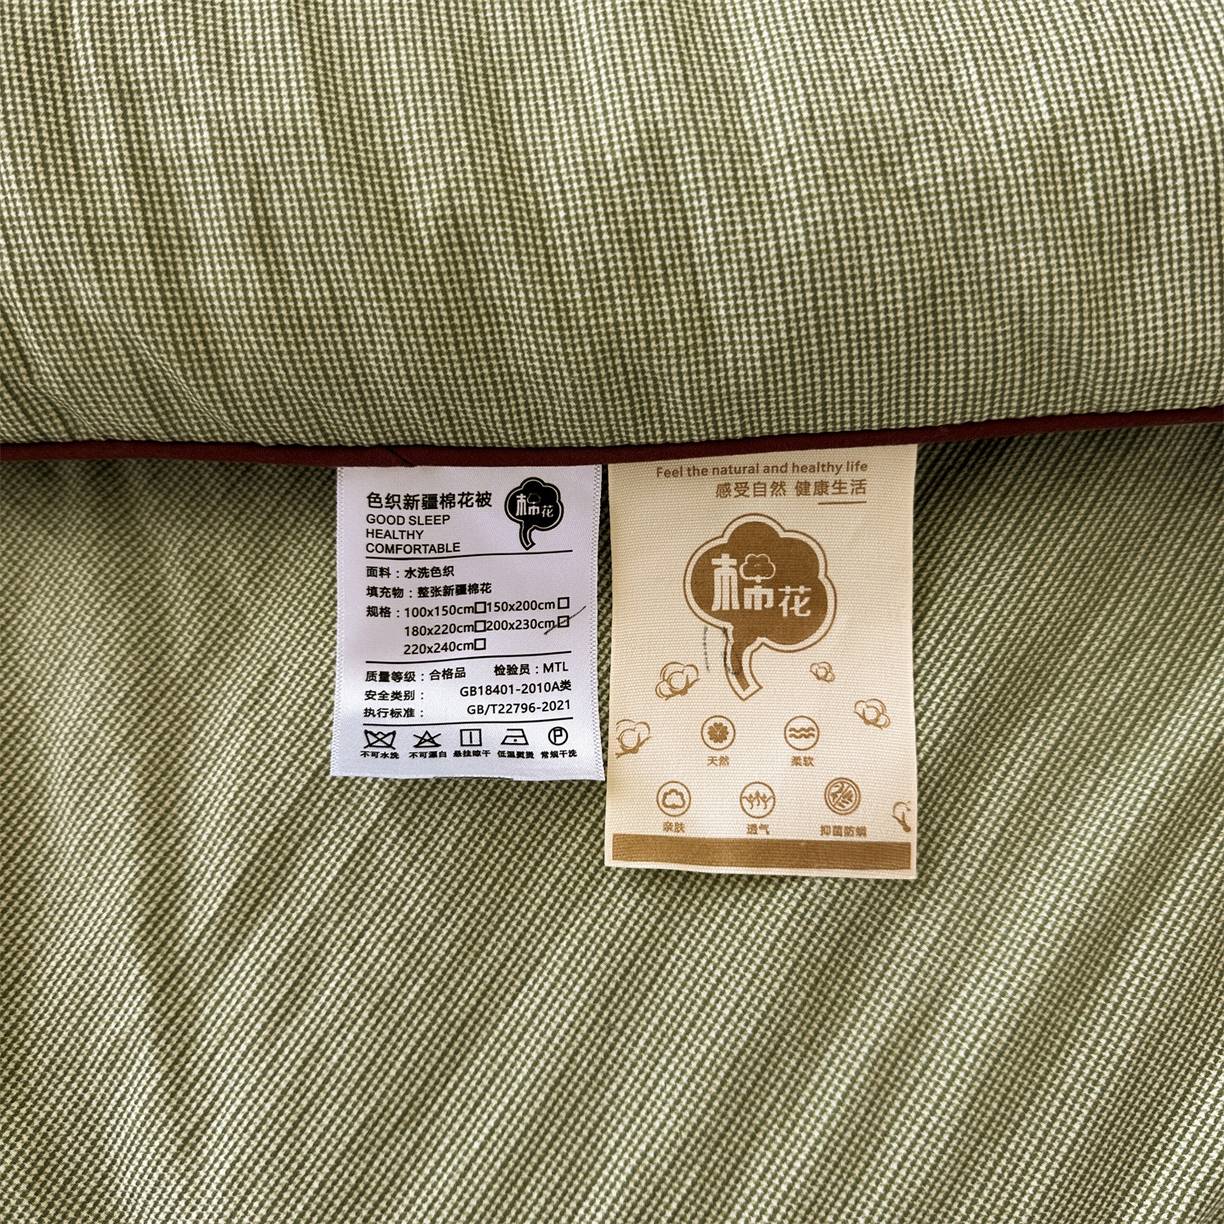 色织新疆棉花被
GOOD SLEEP
HEALTHY
COMFORTABLE
棉花
面料：水洗色织
填充物：整张新疆棉花
规格：100x150cm□150x200cm□
180x220cm□200x230cm☑
220x240cm□
质量等级：合格品 检验员：MTL
安全类别： GB18401-2010A类
执行标准： GB/T22796-2021
不可水洗 不可漂白 悬挂晾干 低温熨烫 常规干洗
Feel the natural and healthy life
感受自然 健康生活
棉花
天然 柔软
亲肤 透气 抑菌防螨